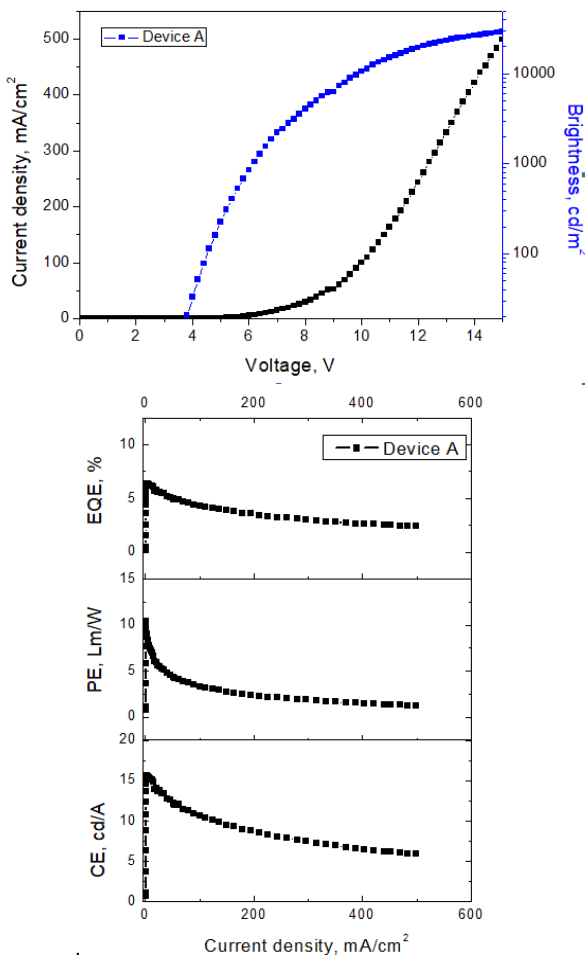 Device A
500
400
300
200
100
0
Current density, mA/cm2
10000
1000
100
Brightness, cd/m2
0 2 4 6 8 10 12 14
Voltage, V
0 200 400 600
Device A
10
5
0
EQE, %
15
10
5
0
PE, Lm/W
20
15
10
5
0
CE, cd/A
0 200 400 600
Current density, mA/cm2